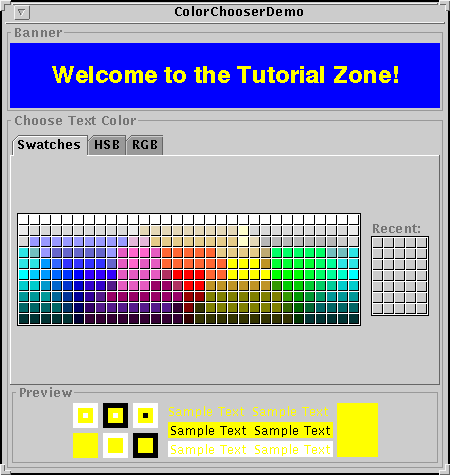 ColorChooserDemo
Banner
Welcome to the Tutorial Zone!
Choose Text Color
Swatches HSB RGB
Recent:
Preview
Sample Text Sample Text
Sample Text Sample Text
Sample Text Sample Text